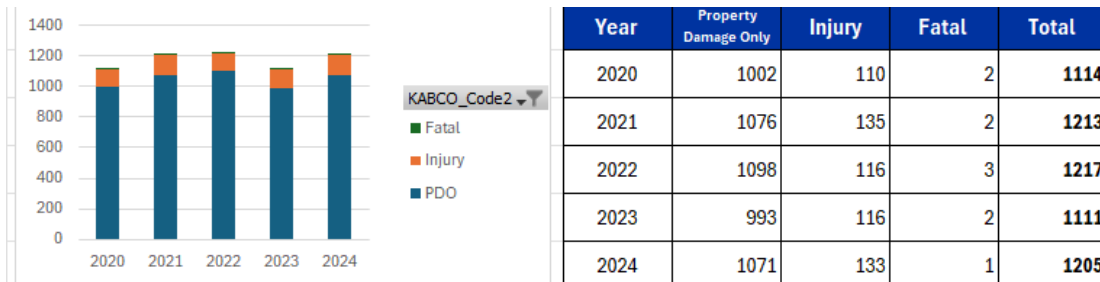 1400
1200
1000
800
600
400
200
0
2020 2021 2022 2023 2024
KABCO_Code2
Fatal
Injury
PDO
Year Property Damage Only Injury Fatal Total
2020 1002 110 2 1114
2021 1076 135 2 1213
2022 1098 116 3 1217
2023 993 116 2 1111
2024 1071 133 1 1205